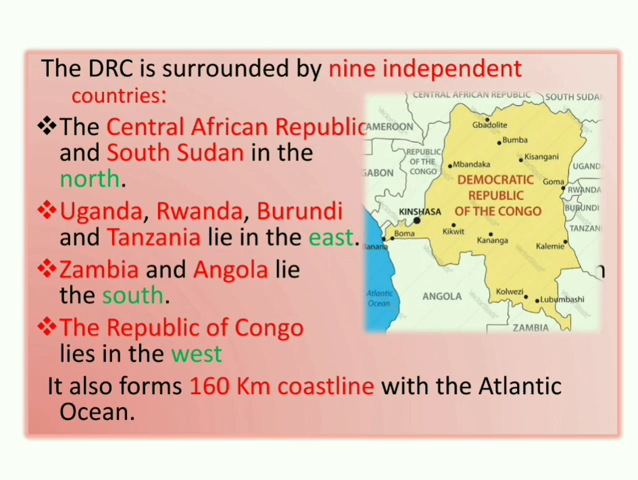 The DRC is surrounded by nine independent
countries:
❖The Central African Republic
and South Sudan in the
north.
❖Uganda, Rwanda, Burundi
and Tanzania lie in the east.
❖Zambia and Angola lie
the south.
❖The Republic of Congo
lies in the west
It also forms 160 Km coastline with the Atlantic
Ocean.
CENTRAL AFRICAN REPUBLIC
SOUTH SUDA
AMEROON
Gbadolite
Bumba
REPUBLIC
OF THE
CONGO
Kisangani
Mbandaka
UGAND
GABON
DEMOCRATIC
REPUBLIC
OF THE CONGO
Goma
RWANDA
BURUNDI
KINSHASA
TANZAN
Boma
Kikwit
Kananga
Kalemie
anana
Atlantic
Ocean
ANGOLA
Kolwezi
Lubumbashi
ZAMBIA